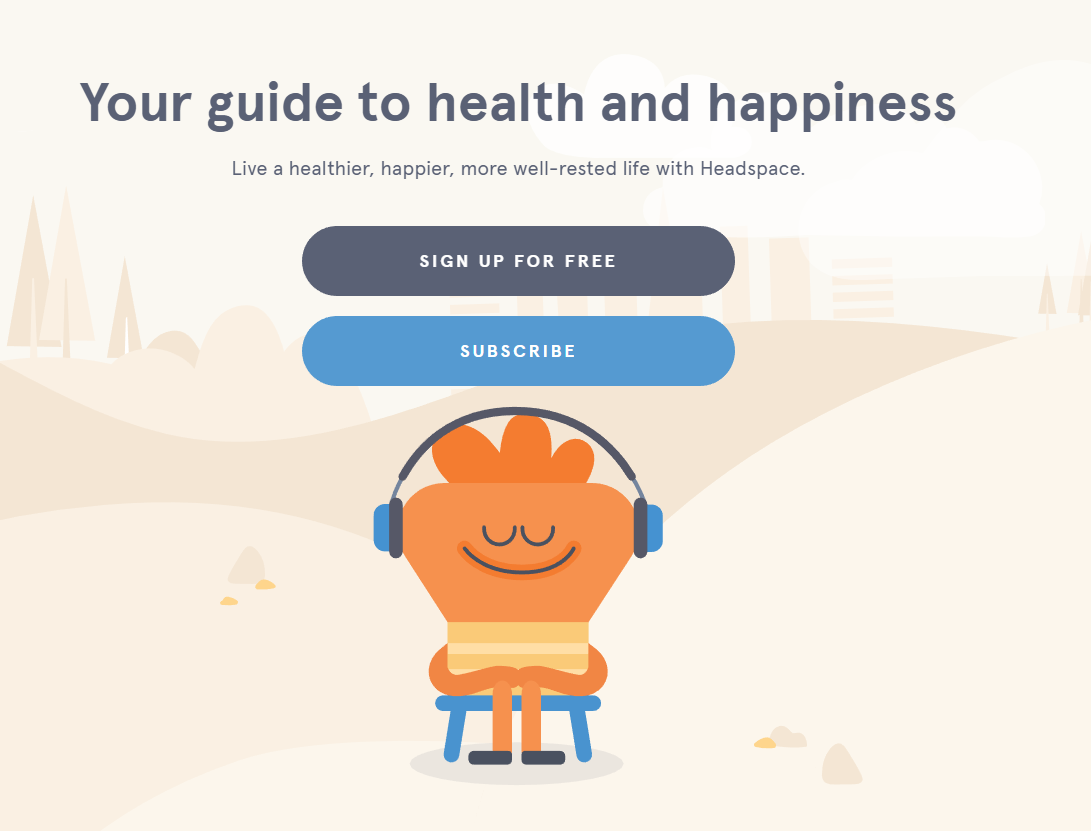 Your guide to health and happiness
Live a healthier, happier, more well-rested life with Headspace.
SIGN UP FOR FREE
SUBSCRIBE